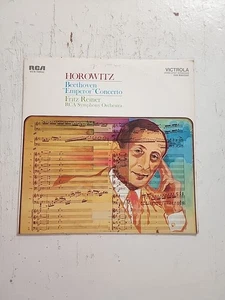 RCA
VICTROLA
HOROWITZ
Beethoven
"Emperor" Concerto
Fritz Reiner
RCA Symphony Orchestra